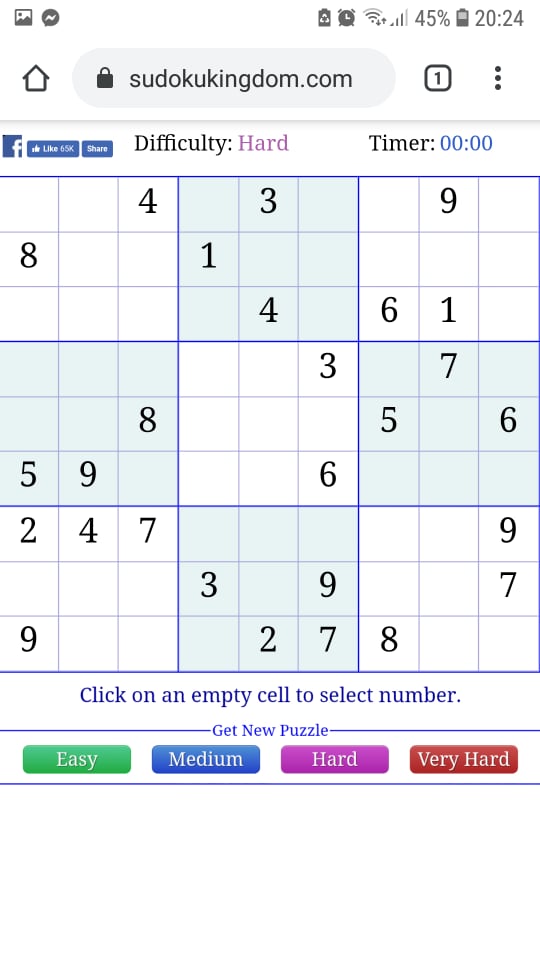 45% 20:24
sudokukingdom.com 1
Like 65K Share Difficulty: Hard Timer: 00:00
4 3 9
8 1
4 6 1
3 7
8 5 6
5 9 6
2 4 7 9
3 9 7
9 2 7 8
Click on an empty cell to select number.
Get New Puzzle
Easy Medium Hard Very Hard